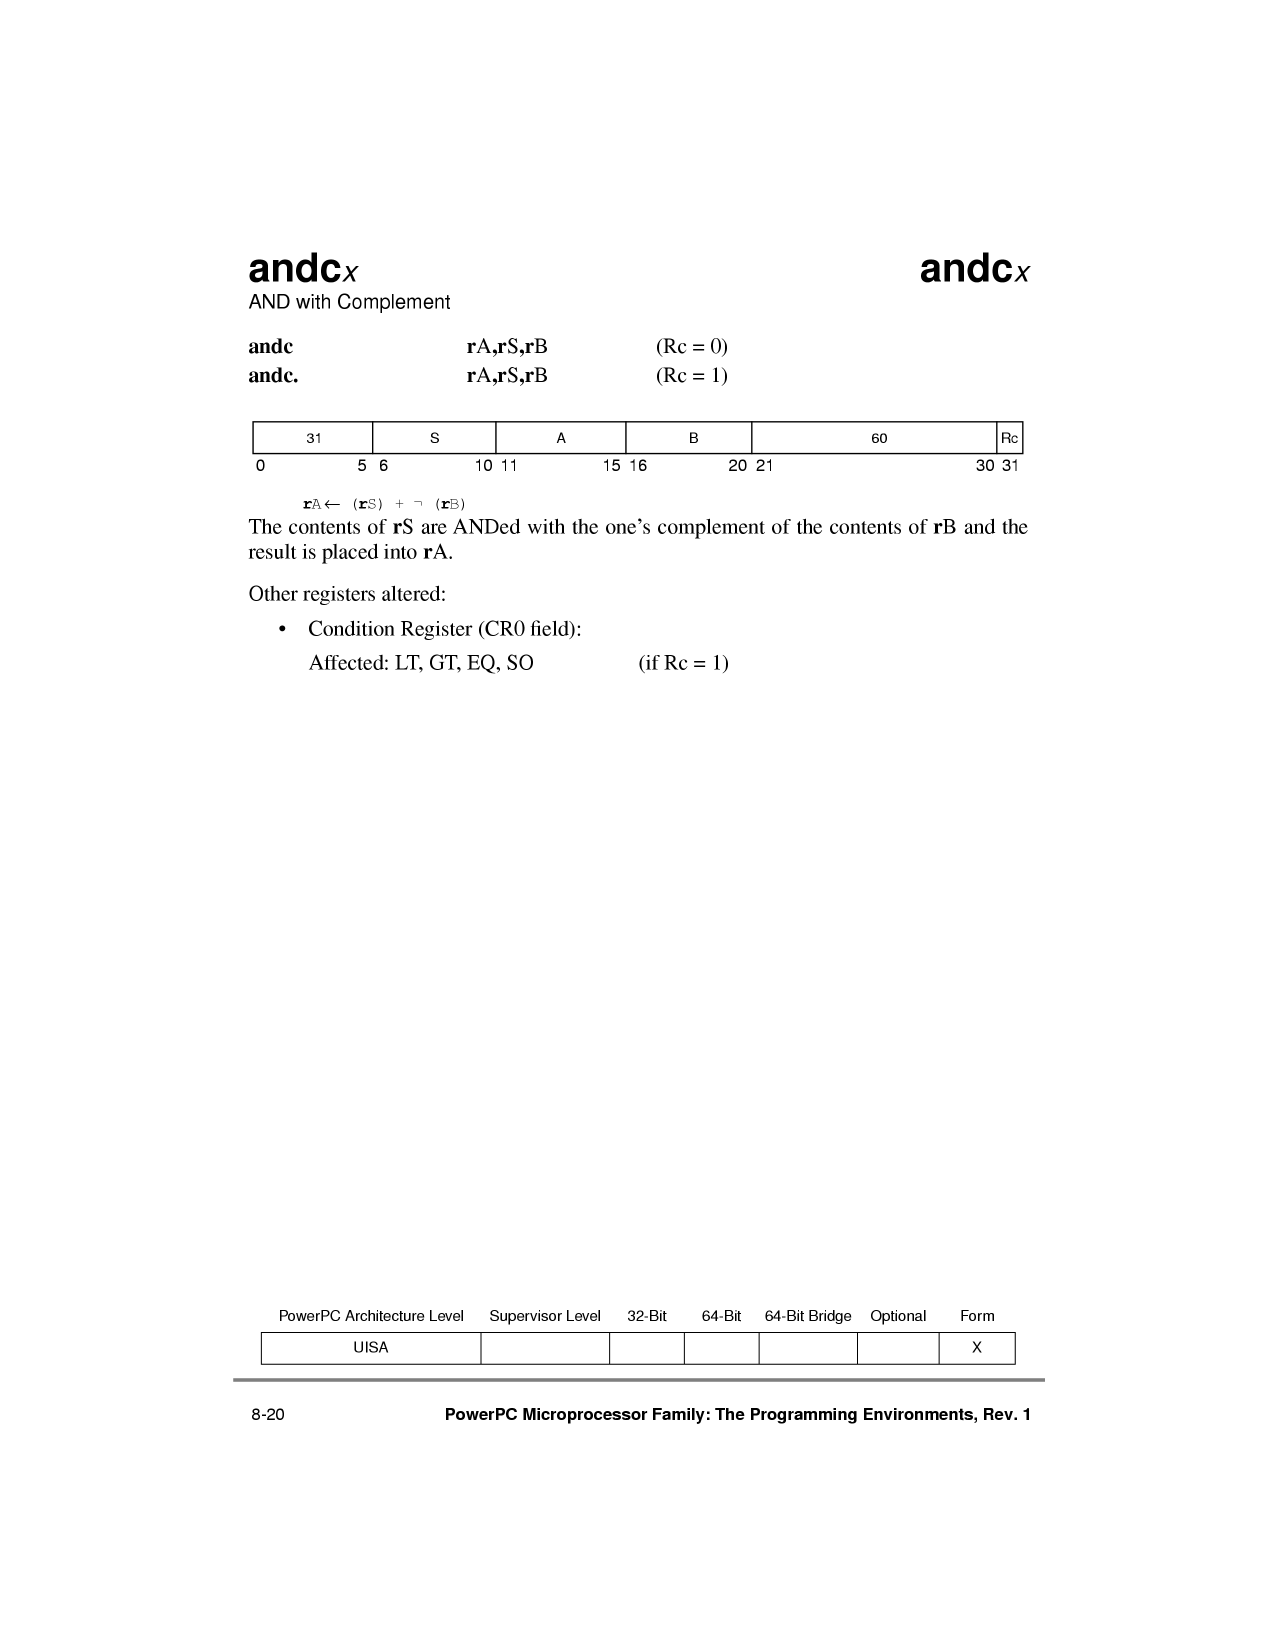 andcx andcx
AND with Complement
andc rA,rS,rB (Rc = 0)
andc. rA,rS,rB (Rc = 1)
31 S A B 60 Rc
0 5 6 10 11 15 16 20 21 30 31
rA← (rS) + ¬ (rB)
The contents of rS are ANDed with the one’s complement of the contents of rB and the
result is placed into rA.
Other registers altered:
• Condition Register (CR0 field):
Affected: LT, GT, EQ, SO (if Rc = 1)
PowerPC Architecture Level Supervisor Level 32-Bit 64-Bit 64-Bit Bridge Optional Form
UISA X
8-20 PowerPC Microprocessor Family: The Programming Environments, Rev. 1